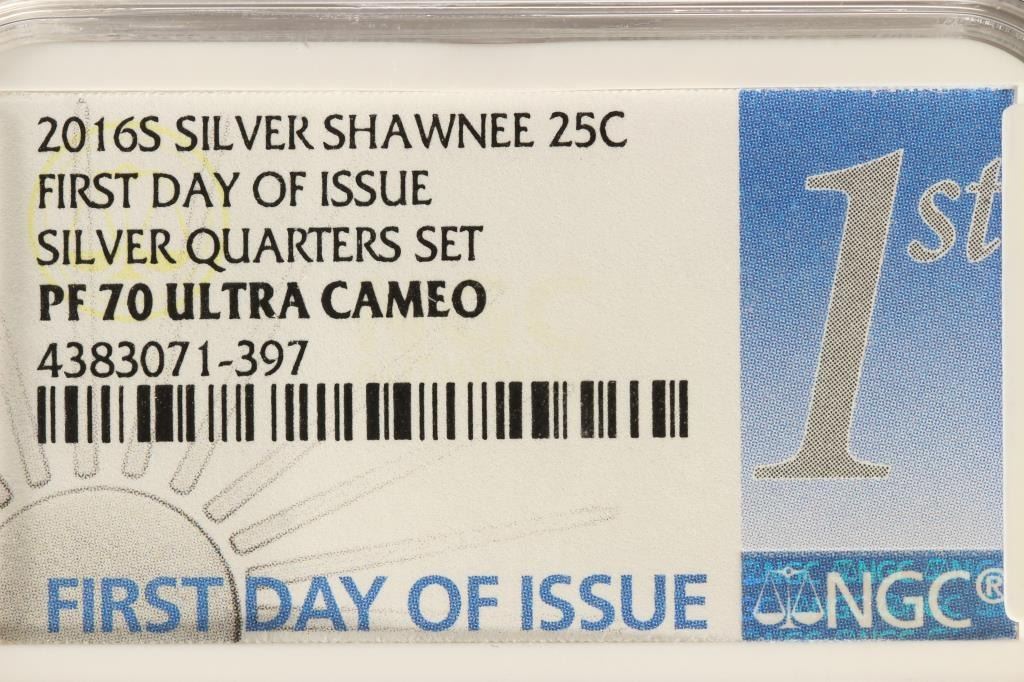 2016S SILVER SHAWNEE 25C
FIRST DAY OF ISSUE
SILVER QUARTERS SET
PF 70 ULTRA CAMEO
4383071-397
1st
FIRST DAY OF ISSUE
NGC®